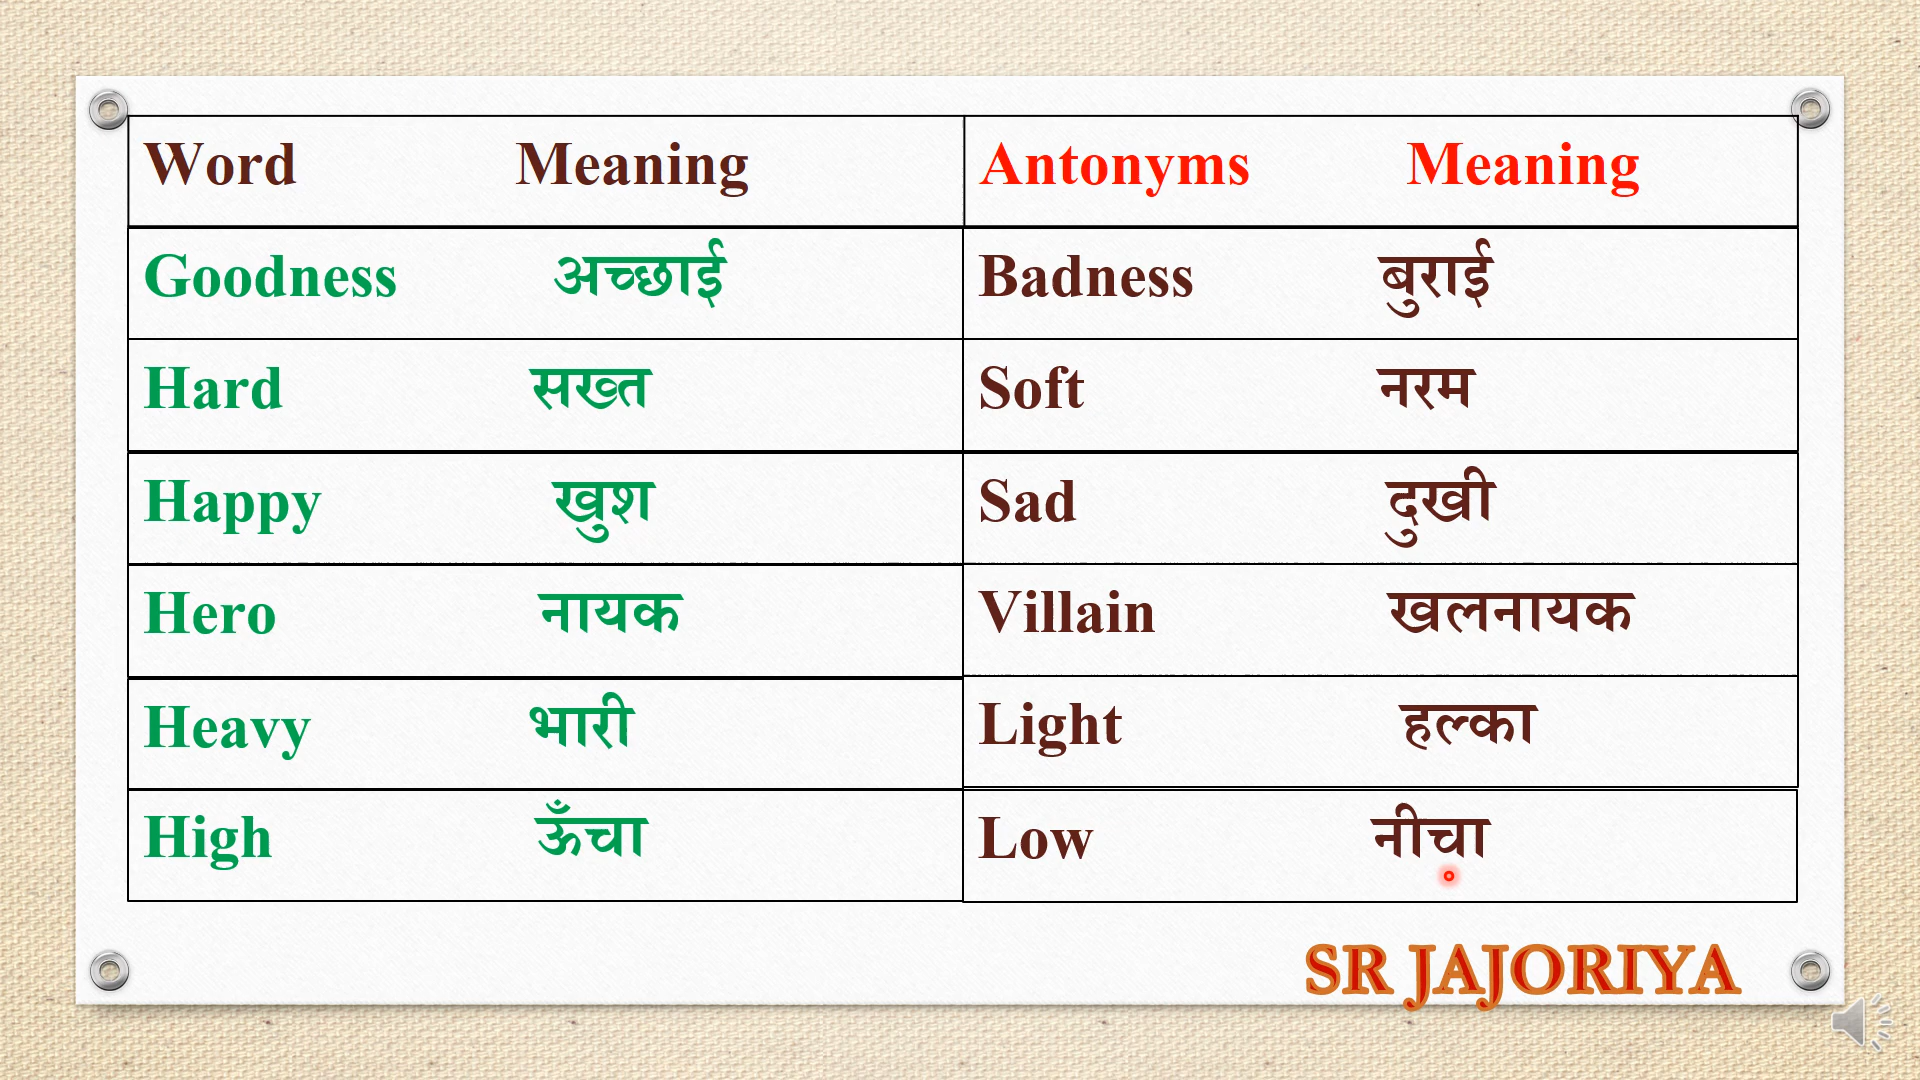 Word Meaning Antonyms Meaning
Goodness अच्छाई Badness बुराई
Hard सख्त Soft नरम
Happy खुश Sad दुखी
Hero नायक Villain खलनायक
Heavy भारी Light हल्का
High ऊँचा Low नीचा
SR JAJORIYA